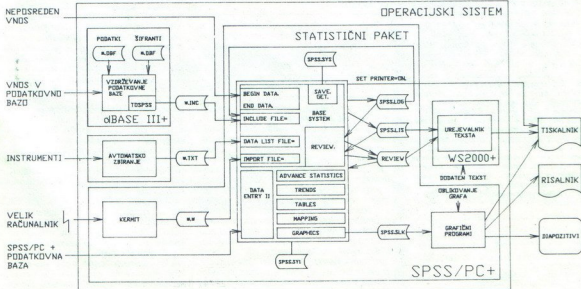 OPERACIJSKI SISTEM
NEPOSREDEN
VNOS
STATISTIČNI PAKET
PODATKI
ŠIFRANTI
*.DBF
*.DBF
SPSS.SYS
SET PRINTER=ON.
VNOS V
PODATKOVNO
BAZO
VZDRŽEVANJE
PODATKOVNE
BAZE
TOSPSS
*.INC
dBASE III+
BEGIN DATA.
END DATA.
INCLUDE FILE=
SAVE.
GET.
BASE
SYSTEM
SPSS.LOG
SPSS.LIS
REVIEW
UREJEVALNIK
TEKSTA
WS2000+
TISKALNIK
INSTRUMENTI
AVTOMATSKO
ZBIRANJE
*.TXT
DATA LIST FILE=
IMPORT FILE=
REVIEW.
DODATEN TEKST
OBLIKOVANJE
GRAFA
RISALNIK
VELIK
RAČUNALNIK
KERMIT
*.*
DATA
ENTRY II
ADVANCE STATISTICS
TRENDS
TABLES
MAPPING
GRAPHICS
SPSS.SLK
GRAFIČNI
PROGRAMI
DIAPOZITIVI
SPSS/PC +
PODATKOVNA
BAZA
SPSS.SY1
SPSS/PC+